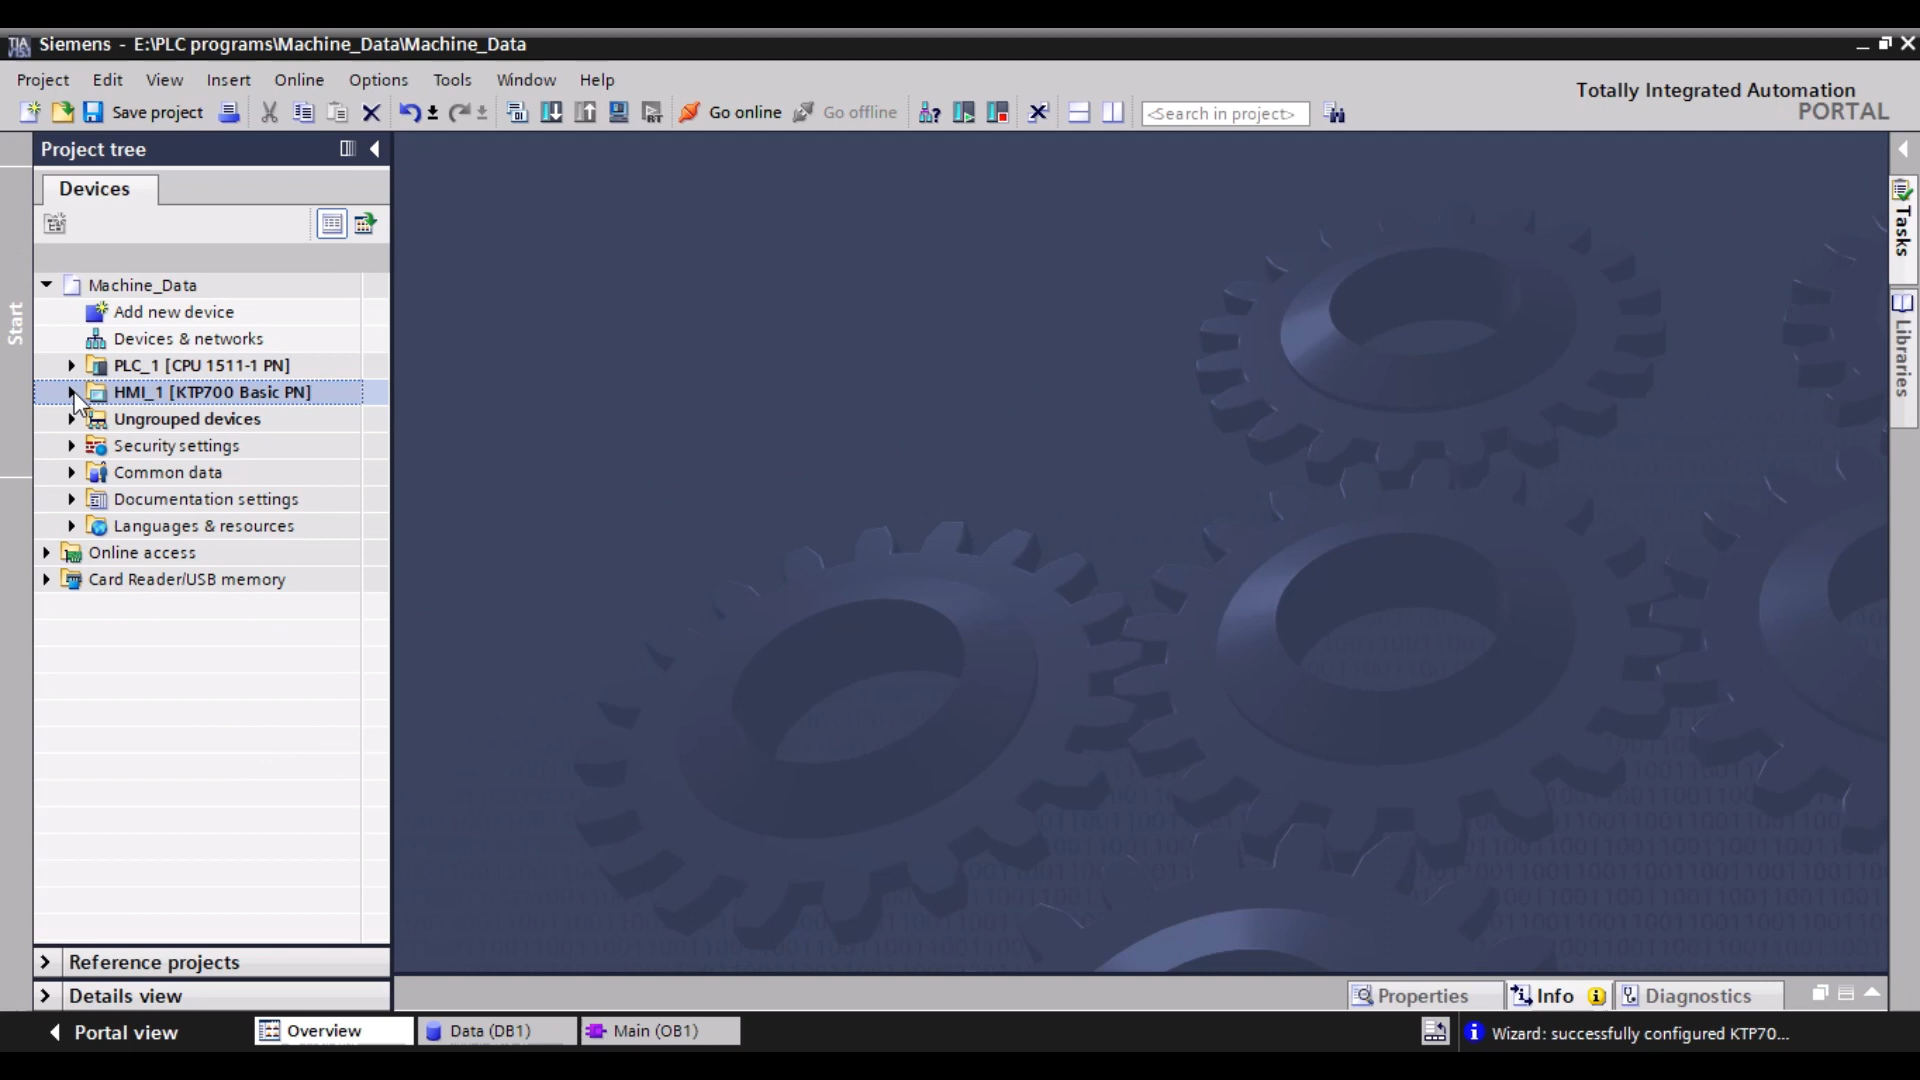 Siemens - E:\PLC programs\Machine_Data\Machine_Data
Project Edit View Insert Online Options Tools Window Help
Totally Integrated Automation
PORTAL
Save project
Go online
Go offline
<Search in project>
Project tree
Devices
Start
Machine_Data
Add new device
Devices & networks
PLC_1 [CPU 1511-1 PN]
HMI_1 [KTP700 Basic PN]
Ungrouped devices
Security settings
Common data
Documentation settings
Languages & resources
Online access
Card Reader/USB memory
Reference projects
Details view
Tasks
Libraries
Properties
Info
Diagnostics
Portal view
Overview
Data (DB1)
Main (OB1)
Wizard: successfully configured KTP70...